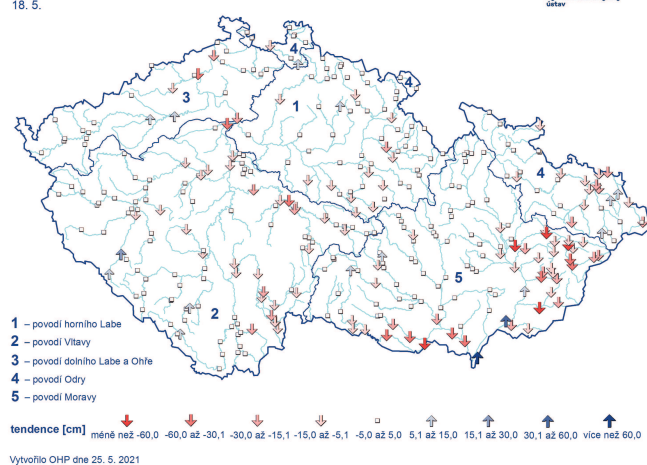 ústav
18. 5.
4
4
3
1
4
5
2
1 – povodí horního Labe
2 – povodí Vltavy
3 – povodí dolního Labe a Ohře
4 – povodí Odry
5 – povodí Moravy
tendence [cm] méně než -60,0 -60,0 až -30,1 -30,0 až -15,1 -15,0 až -5,1 -5,0 až 5,0 5,1 až 15,0 15,1 až 30,0 30,1 až 60,0 více než 60,0
Vytvořilo OHP dne 25. 5. 2021